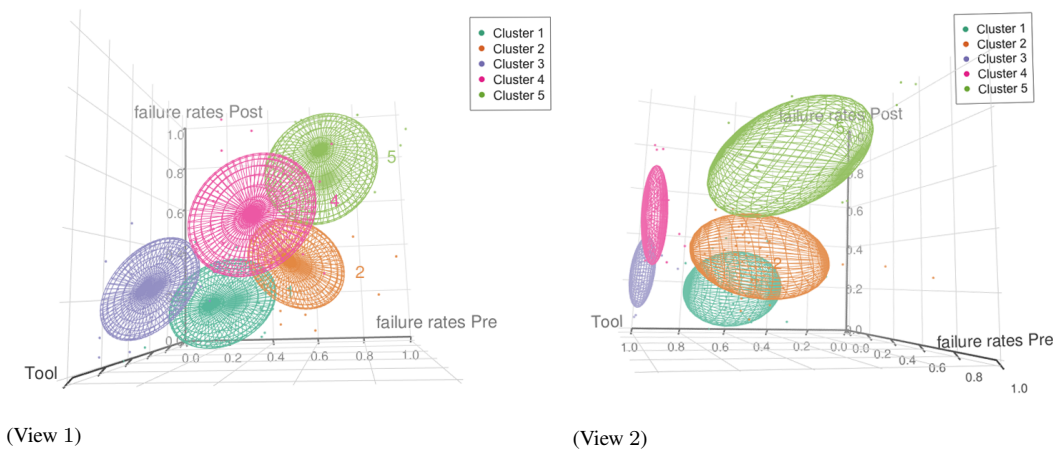 Cluster 1
Cluster 2
Cluster 3
Cluster 4
Cluster 5
failure rates Post
1.0
0.8
0.6
5
4
2
1
failure rates Pre
0.0 0.2 0.4 0.6 0.8 1.0
Tool
(View 1)
Cluster 1
Cluster 2
Cluster 3
Cluster 4
Cluster 5
failure rates Post
5
0.8
0.6
0.4
2
0.2
0.0
Tool
failure rates Pre
1.0 0.8 0.6 0.4 0.2 0.0 0.0 0.2 0.4 0.6 0.8 1.0
(View 2)